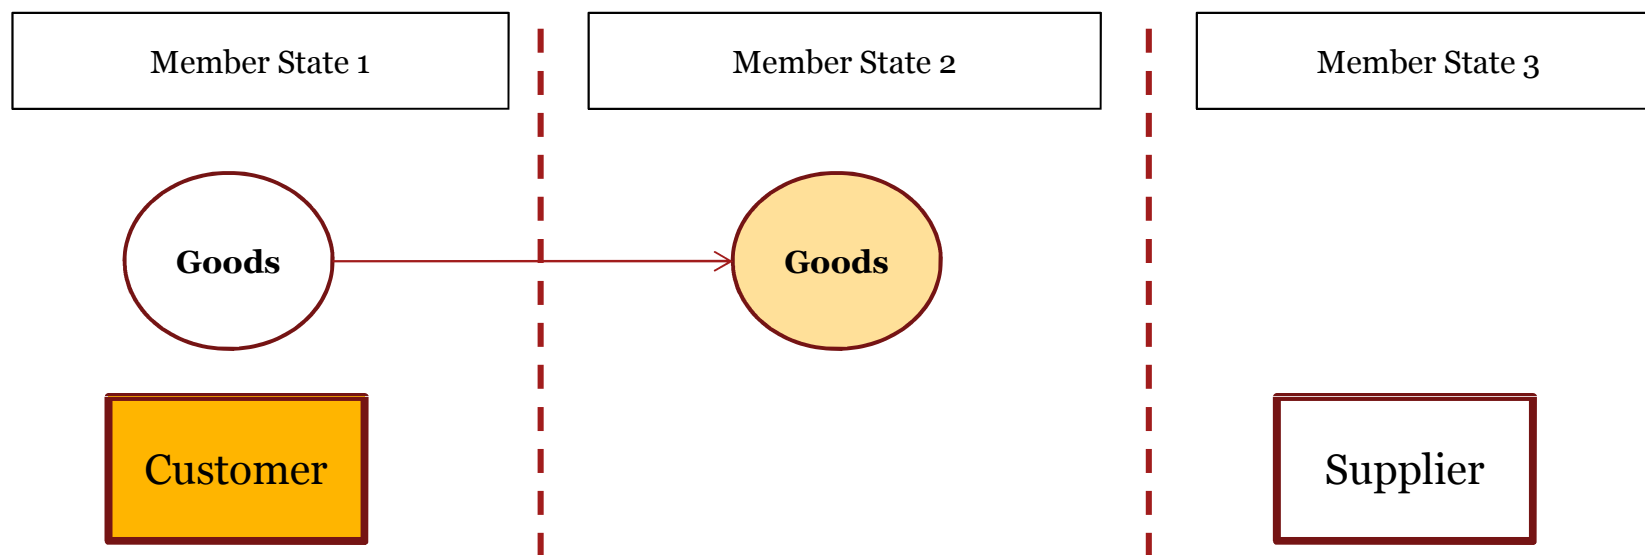 Member State 1
Member State 2
Member State 3
Goods
Goods
Customer
Supplier